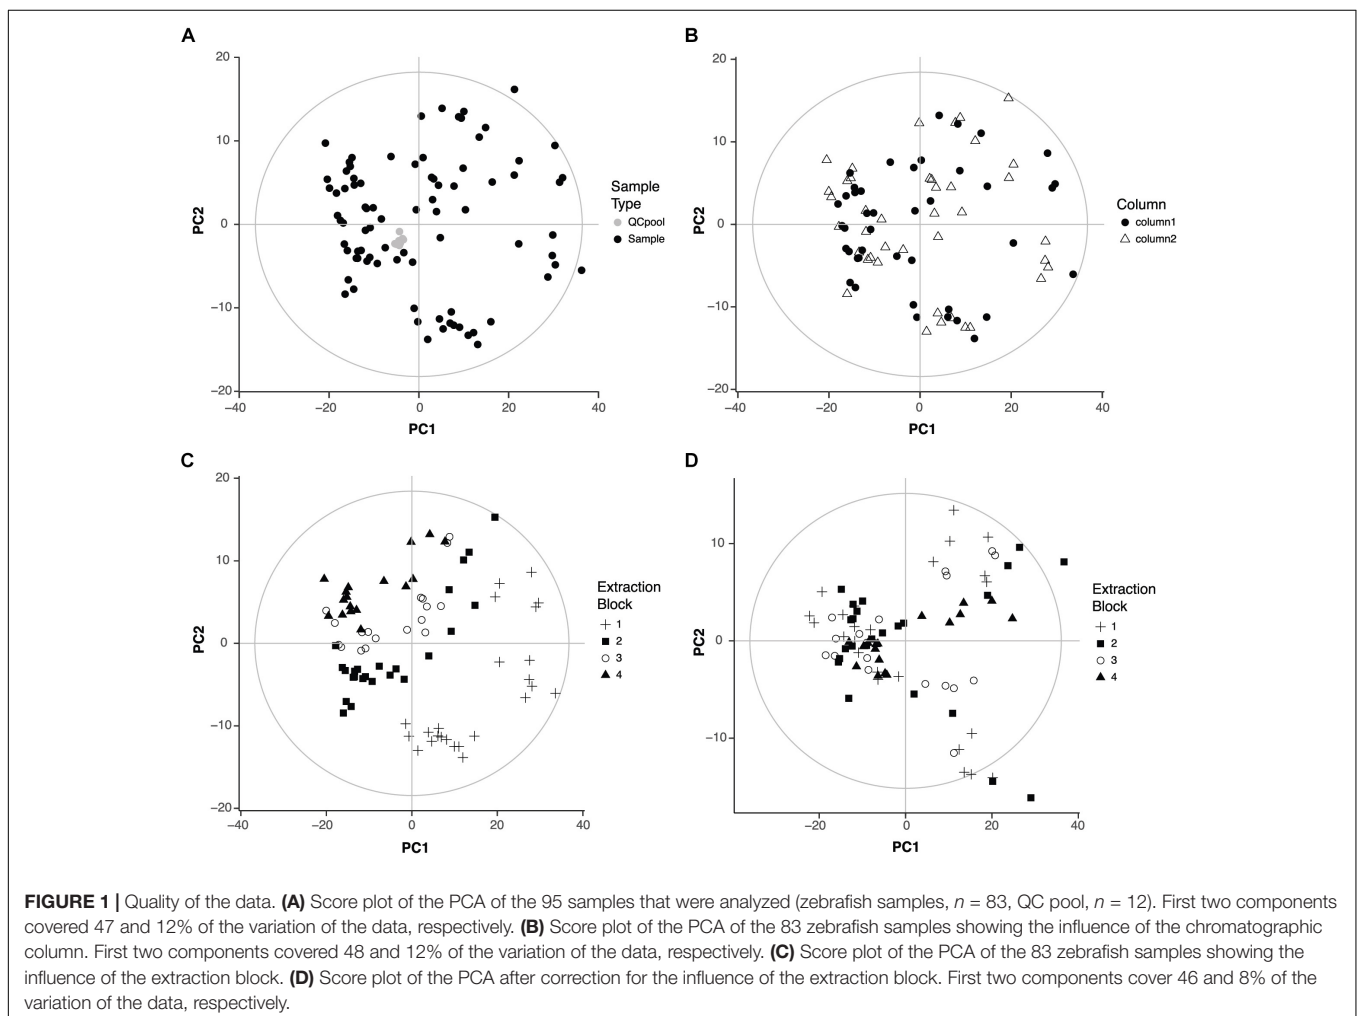 A
20
10
0
−10
−20
−40
−20
0
20
40
PC2
PC1
Sample
Type
QCpool
Sample
B
20
10
0
−10
−20
−40
−20
0
20
40
PC2
PC1
Column
column1
column2
C
20
10
0
−10
−20
−40
−20
0
20
40
PC2
PC1
Extraction
Block
1
2
3
4
D
10
0
−10
−20
0
20
40
PC2
PC1
Extraction
Block
1
2
3
4
FIGURE 1 | Quality of the data. (A) Score plot of the PCA of the 95 samples that were analyzed (zebrafish samples, n = 83, QC pool, n = 12). First two components
covered 47 and 12% of the variation of the data, respectively. (B) Score plot of the PCA of the 83 zebrafish samples showing the influence of the chromatographic
column. First two components covered 48 and 12% of the variation of the data, respectively. (C) Score plot of the PCA of the 83 zebrafish samples showing the
influence of the extraction block. (D) Score plot of the PCA after correction for the influence of the extraction block. First two components cover 46 and 8% of the
variation of the data, respectively.